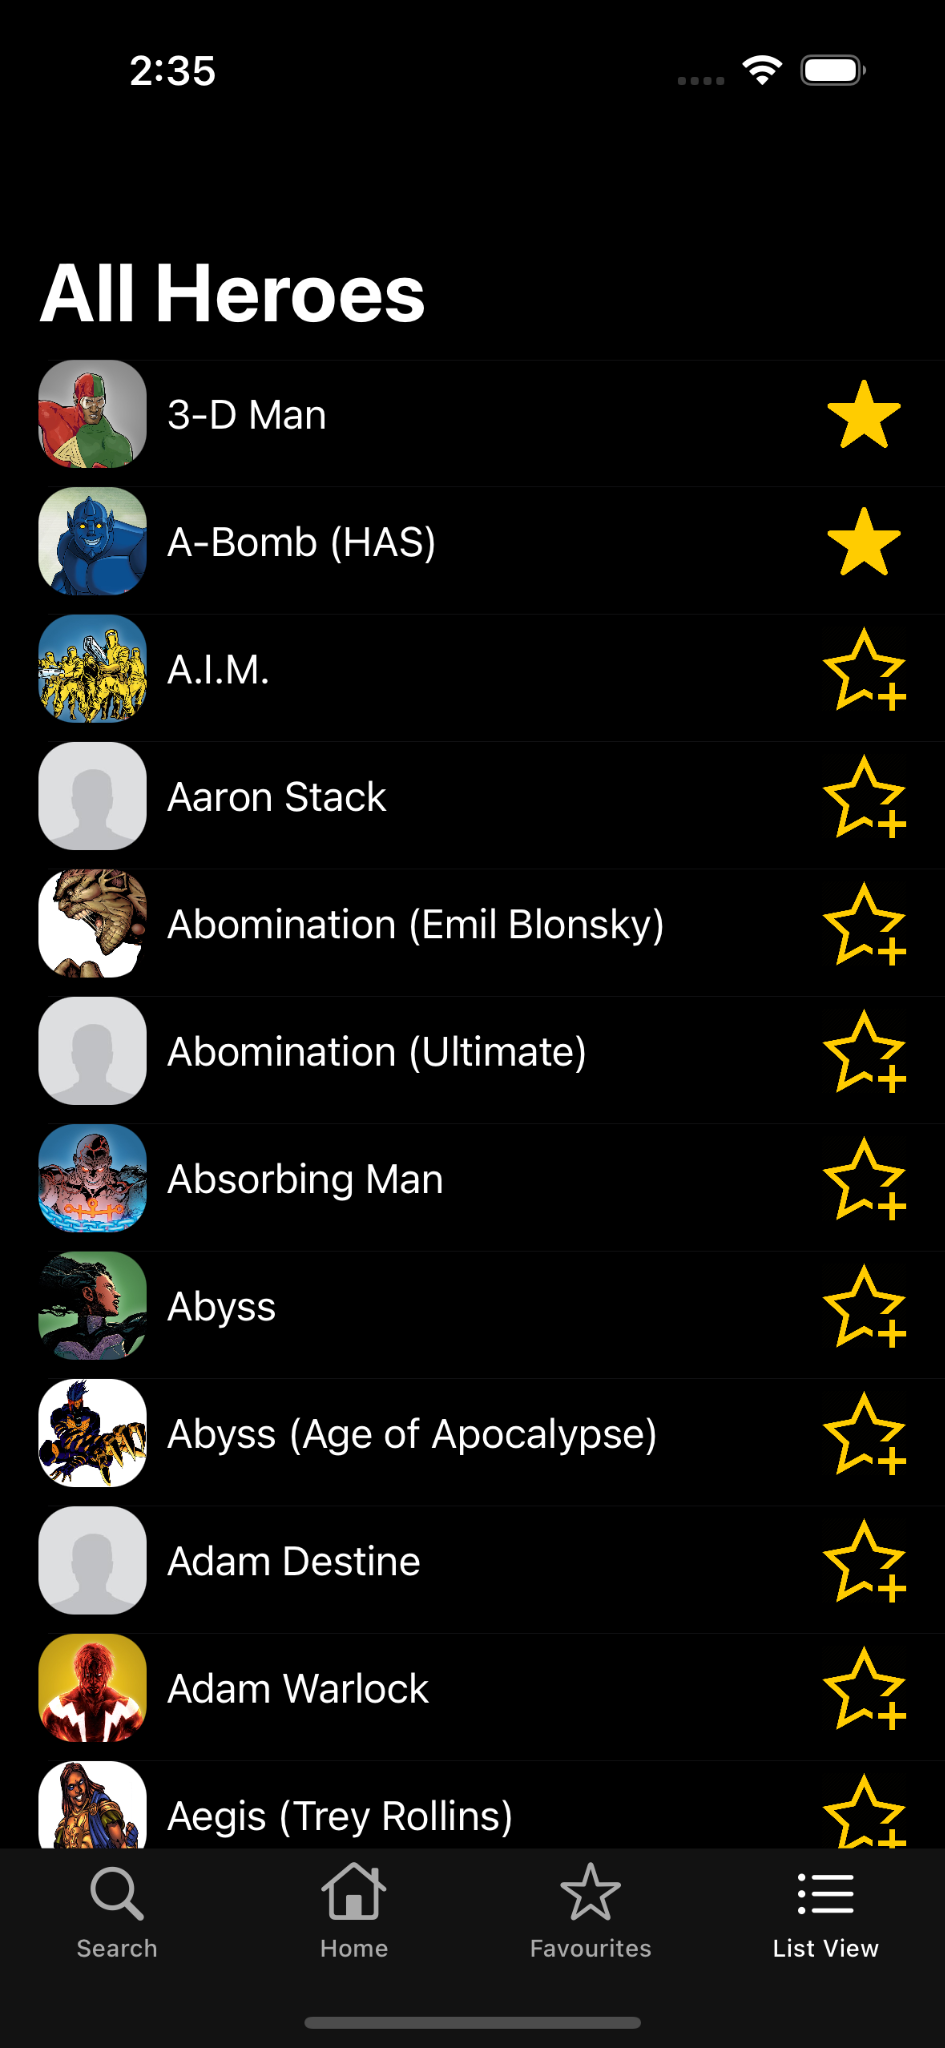 2:35
All Heroes
3-D Man
A-Bomb (HAS)
A.I.M.
Aaron Stack
Abomination (Emil Blonsky)
Abomination (Ultimate)
Absorbing Man
Abyss
Abyss (Age of Apocalypse)
Adam Destine
Adam Warlock
Aegis (Trey Rollins)
Search Home Favourites List View